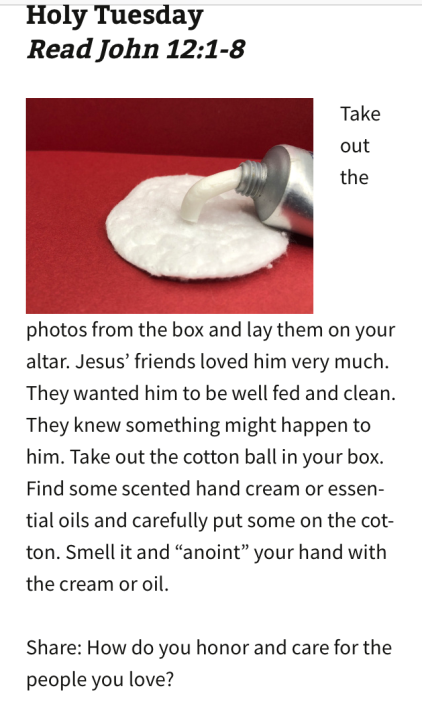 Holy Tuesday
Read John 12:1-8
Take
out
the
photos from the box and lay them on your
altar. Jesus’ friends loved him very much.
They wanted him to be well fed and clean.
They knew something might happen to
him. Take out the cotton ball in your box.
Find some scented hand cream or essen-
tial oils and carefully put some on the cot-
ton. Smell it and “anoint” your hand with
the cream or oil.
Share: How do you honor and care for the
people you love?